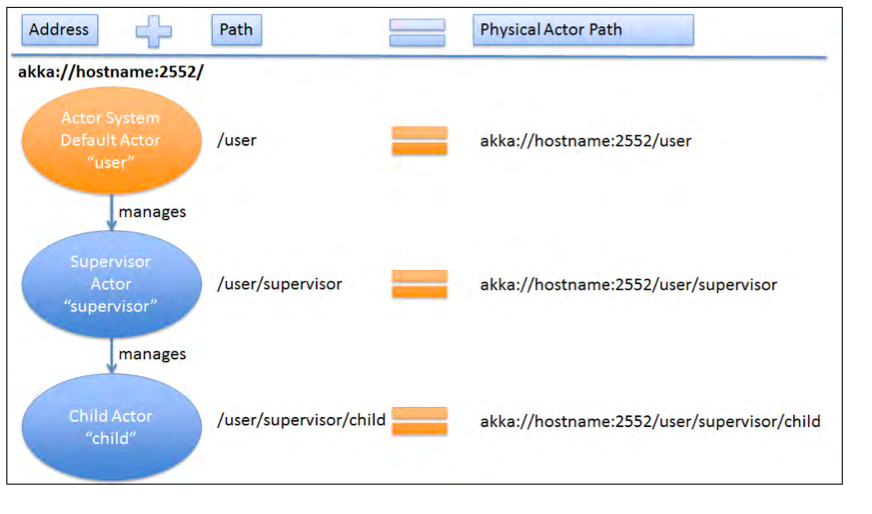 Address Path Physical Actor Path
akka://hostname:2552/
Actor System
Default Actor
“user”
/user
akka://hostname:2552/user
manages
Supervisor
Actor
“supervisor”
/user/supervisor
akka://hostname:2552/user/supervisor
manages
Child Actor
“child”
/user/supervisor/child
akka://hostname:2552/user/supervisor/child